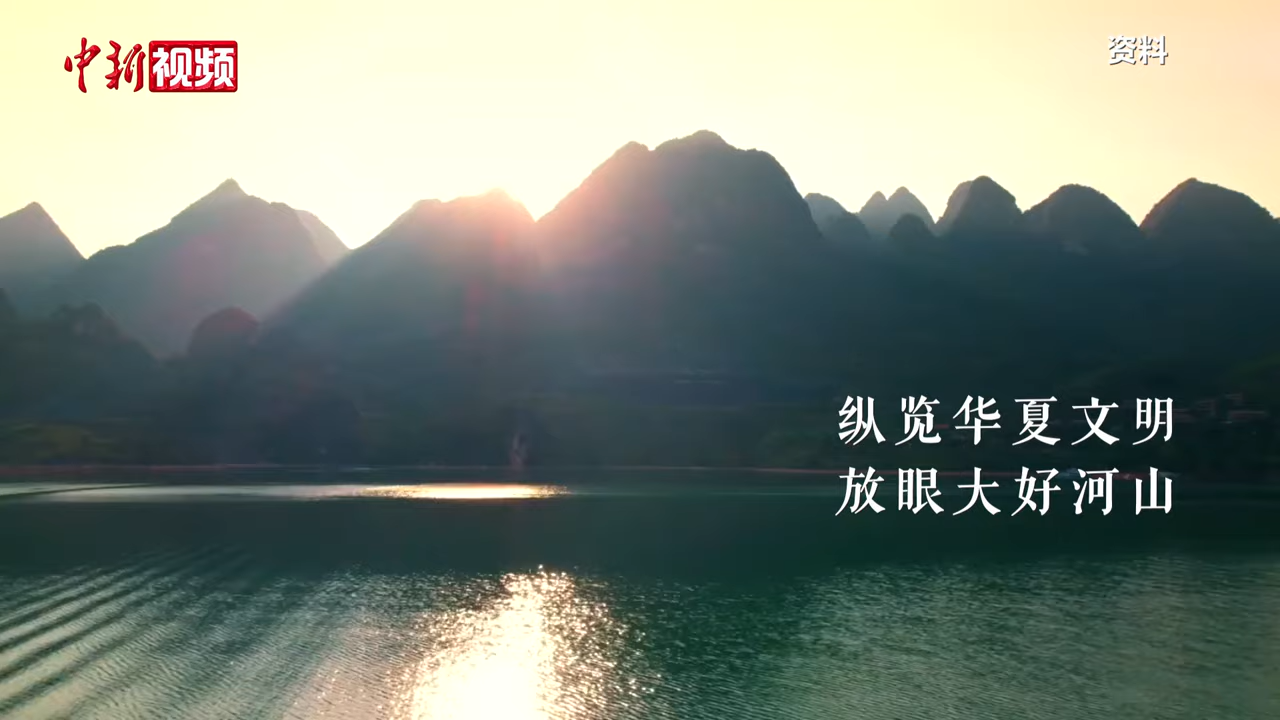 中新视频
资料
纵览华夏文明
放眼大好河山